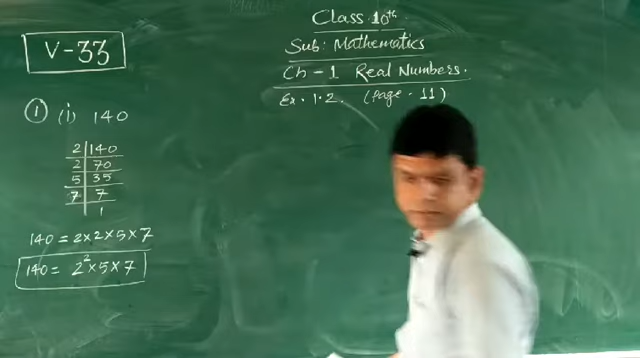 V-33
Class 10th
Sub: Mathematics
Ch-1 Real Numbers.
Ex. 1.2. (Page. 11)
① (i) 140
2|140
2|70
5|35
7|7
|1
140 = 2×2×5×7
140 = 2²×5×7